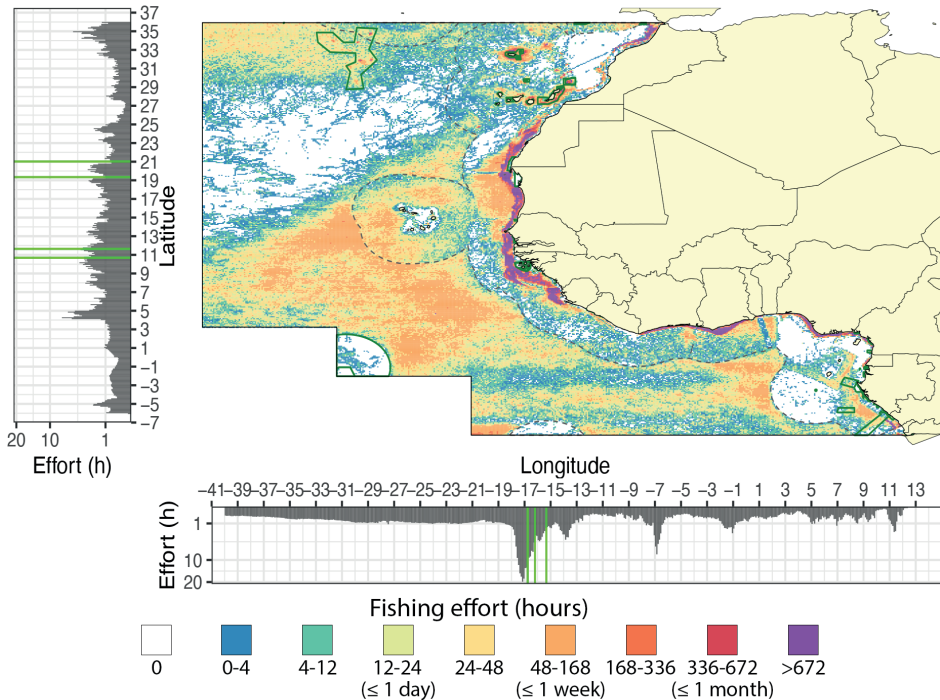 37
35
33
31
29
27
25
23
21
19
17
15
13
11
9
7
5
3
1
−1
−3
−5
−7
Latitude
20 10 1
Effort (h)
Longitude
−41 −39 −37 −35 −33 −31 −29 −27 −25 −23 −21 −19 −17 −15 −13 −11 −9 −7 −5 −3 −1 1 3 5 7 9 11 13
Effort (h)
1
10
20
Fishing effort (hours)
0 0-4 4-12 12-24 24-48 48-168 168-336 336-672 >672
(≤ 1 day) (≤ 1 week) (≤ 1 month)